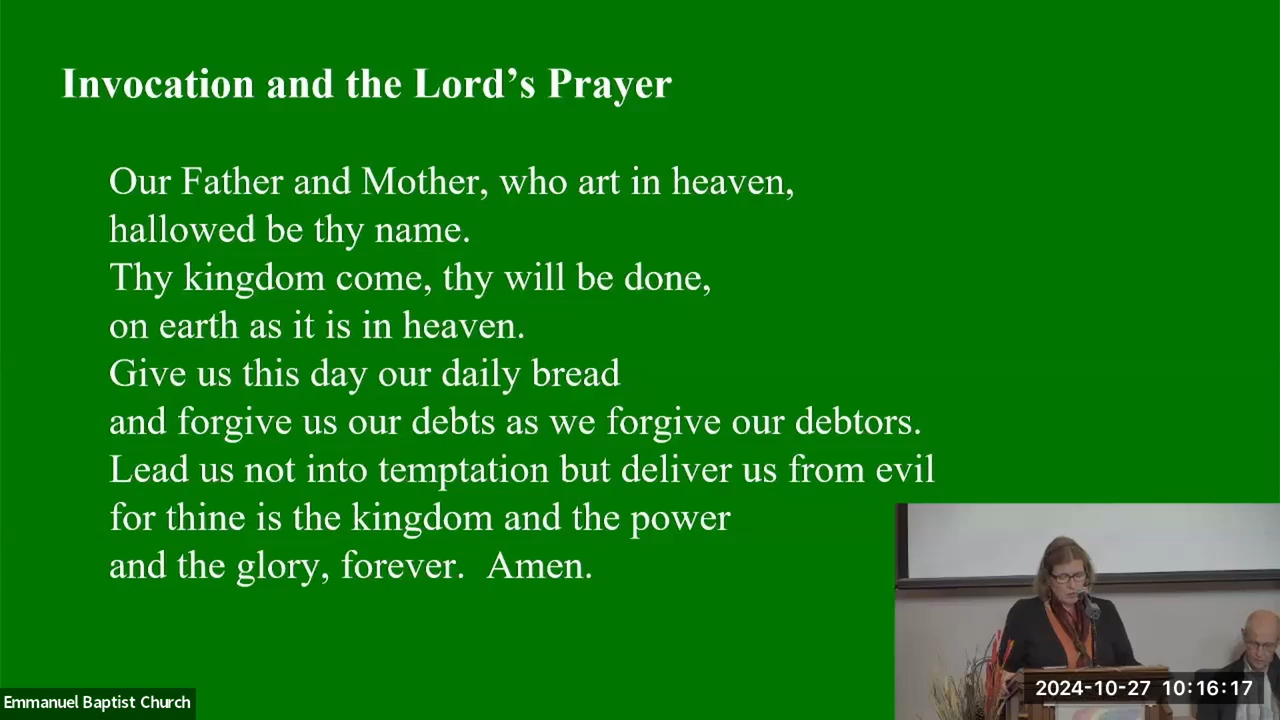 Invocation and the Lord’s Prayer
Our Father and Mother, who art in heaven,
hallowed be thy name.
Thy kingdom come, thy will be done,
on earth as it is in heaven.
Give us this day our daily bread
and forgive us our debts as we forgive our debtors.
Lead us not into temptation but deliver us from evil
for thine is the kingdom and the power
and the glory, forever.  Amen.
Emmanuel Baptist Church
2024-10-27 10:16:17